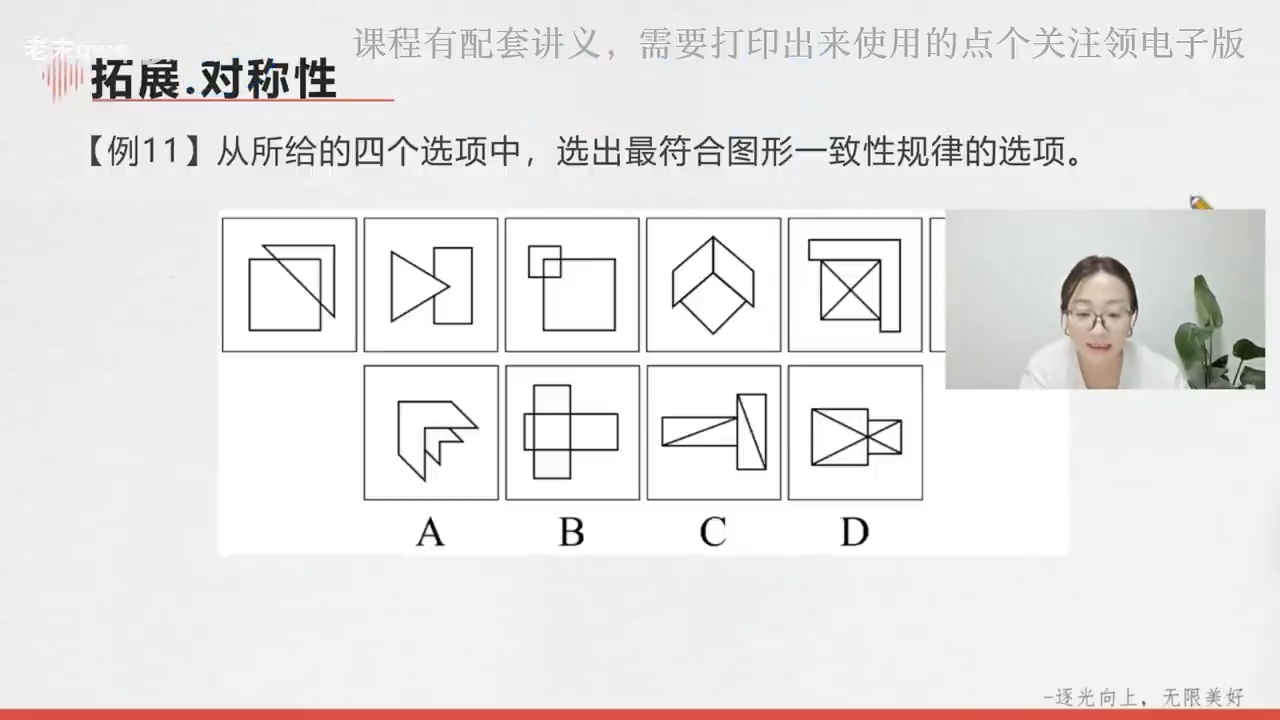 课程有配套讲义，需要打印出来使用的点个关注领电子版
拓展.对称性
【例11】从所给的四个选项中，选出最符合图形一致性规律的选项。
A B C D
-逐光向上，无限美好